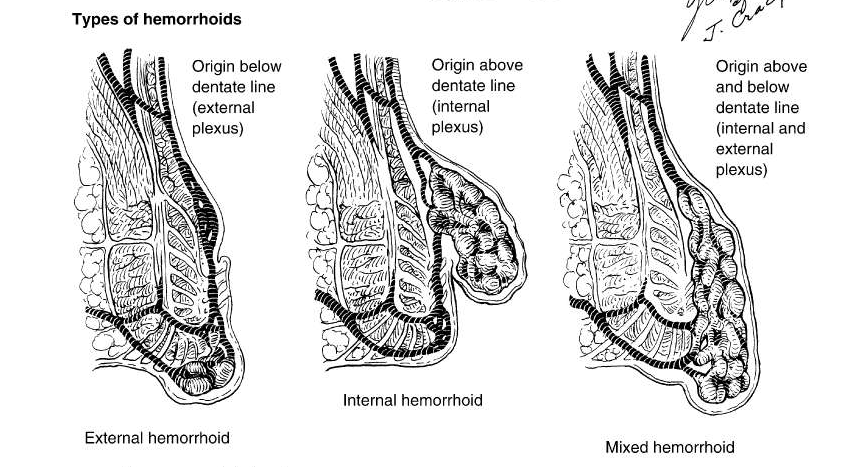 Types of hemorrhoids
Origin below
dentate line
(external
plexus)
Origin above
dentate line
(internal
plexus)
Origin above
and below
dentate line
(internal and
external
plexus)
External hemorrhoid
Internal hemorrhoid
Mixed hemorrhoid